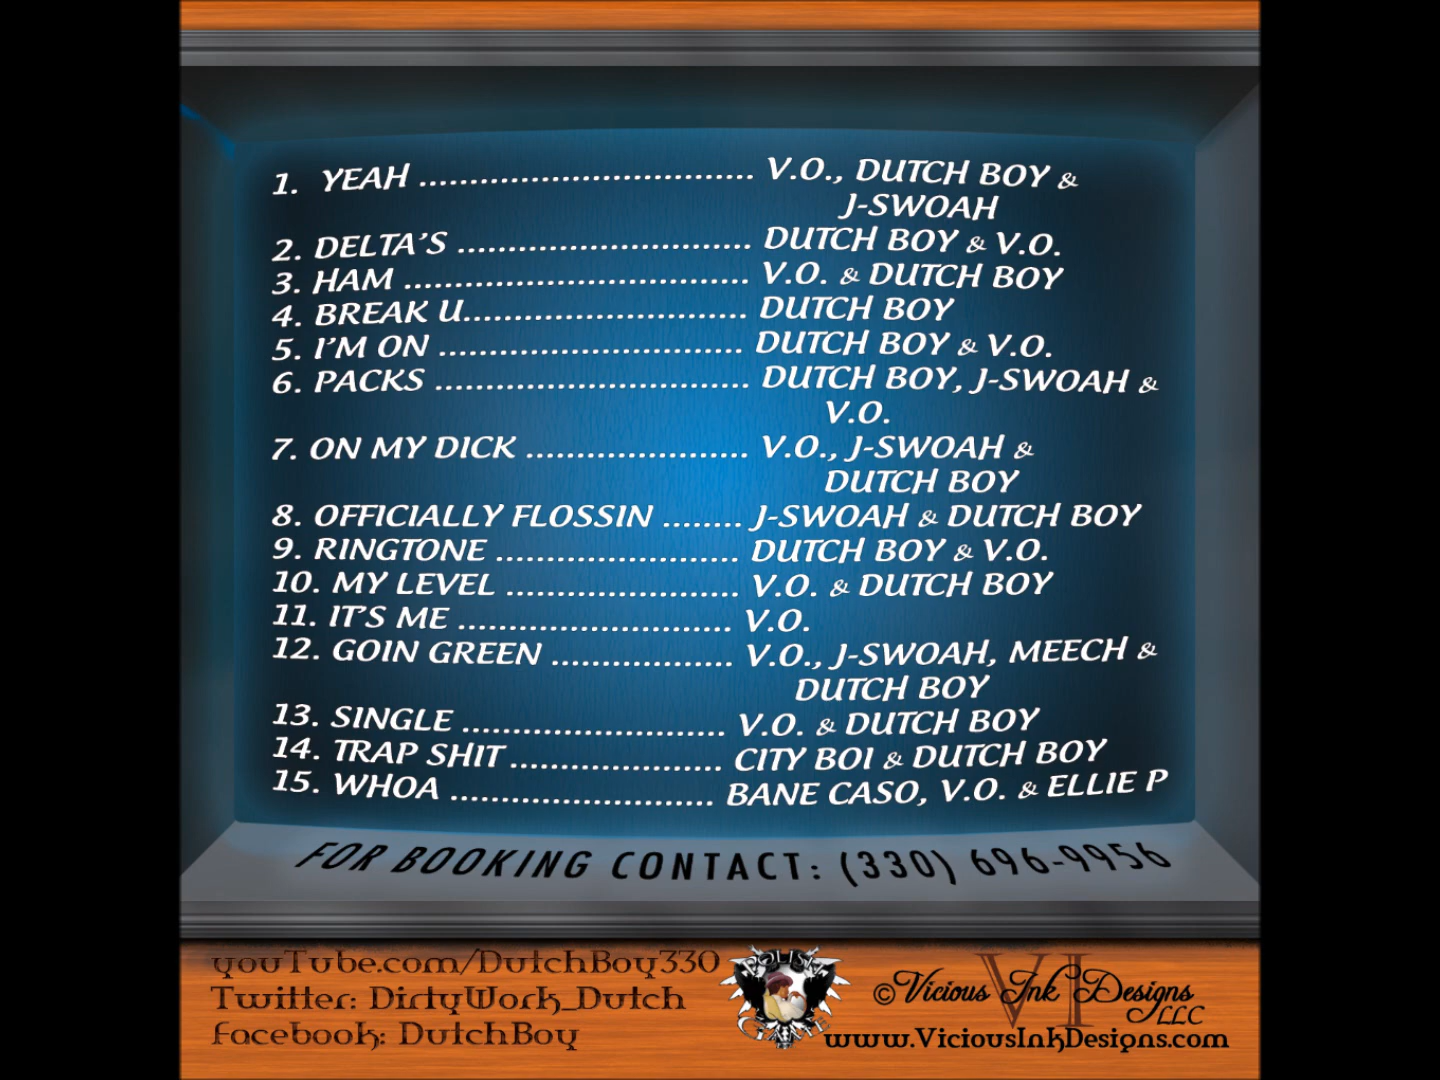 1. YEAH ................................. V.O., DUTCH BOY &
J-SWOAH
2. DELTA'S ............................. DUTCH BOY & V.O.
3. HAM .................................. V.O. & DUTCH BOY
4. BREAK U............................ DUTCH BOY
5. I'M ON .............................. DUTCH BOY & V.O.
6. PACKS ............................... DUTCH BOY, J-SWOAH &
V.O.
7. ON MY DICK ...................... V.O., J-SWOAH &
DUTCH BOY
8. OFFICIALLY FLOSSIN ........ J-SWOAH & DUTCH BOY
9. RINGTONE ........................ DUTCH BOY & V.O.
10. MY LEVEL ....................... V.O. & DUTCH BOY
11. IT'S ME ........................... V.O.
12. GOIN GREEN .................. V.O., J-SWOAH, MEECH &
DUTCH BOY
13. SINGLE .......................... V.O. & DUTCH BOY
14. TRAP SHIT ..................... CITY BOI & DUTCH BOY
15. WHOA .......................... BANE CASO, V.O. & ELLIE P
FOR BOOKING CONTACT: (330) 696-9956
youTube.com/DutchBoy330
Twitter: DirtyWork_Dutch
Facebook: DutchBoy
POLISH
©Vicious Ink Designs
VI
LLC
www.ViciousInkDesigns.com